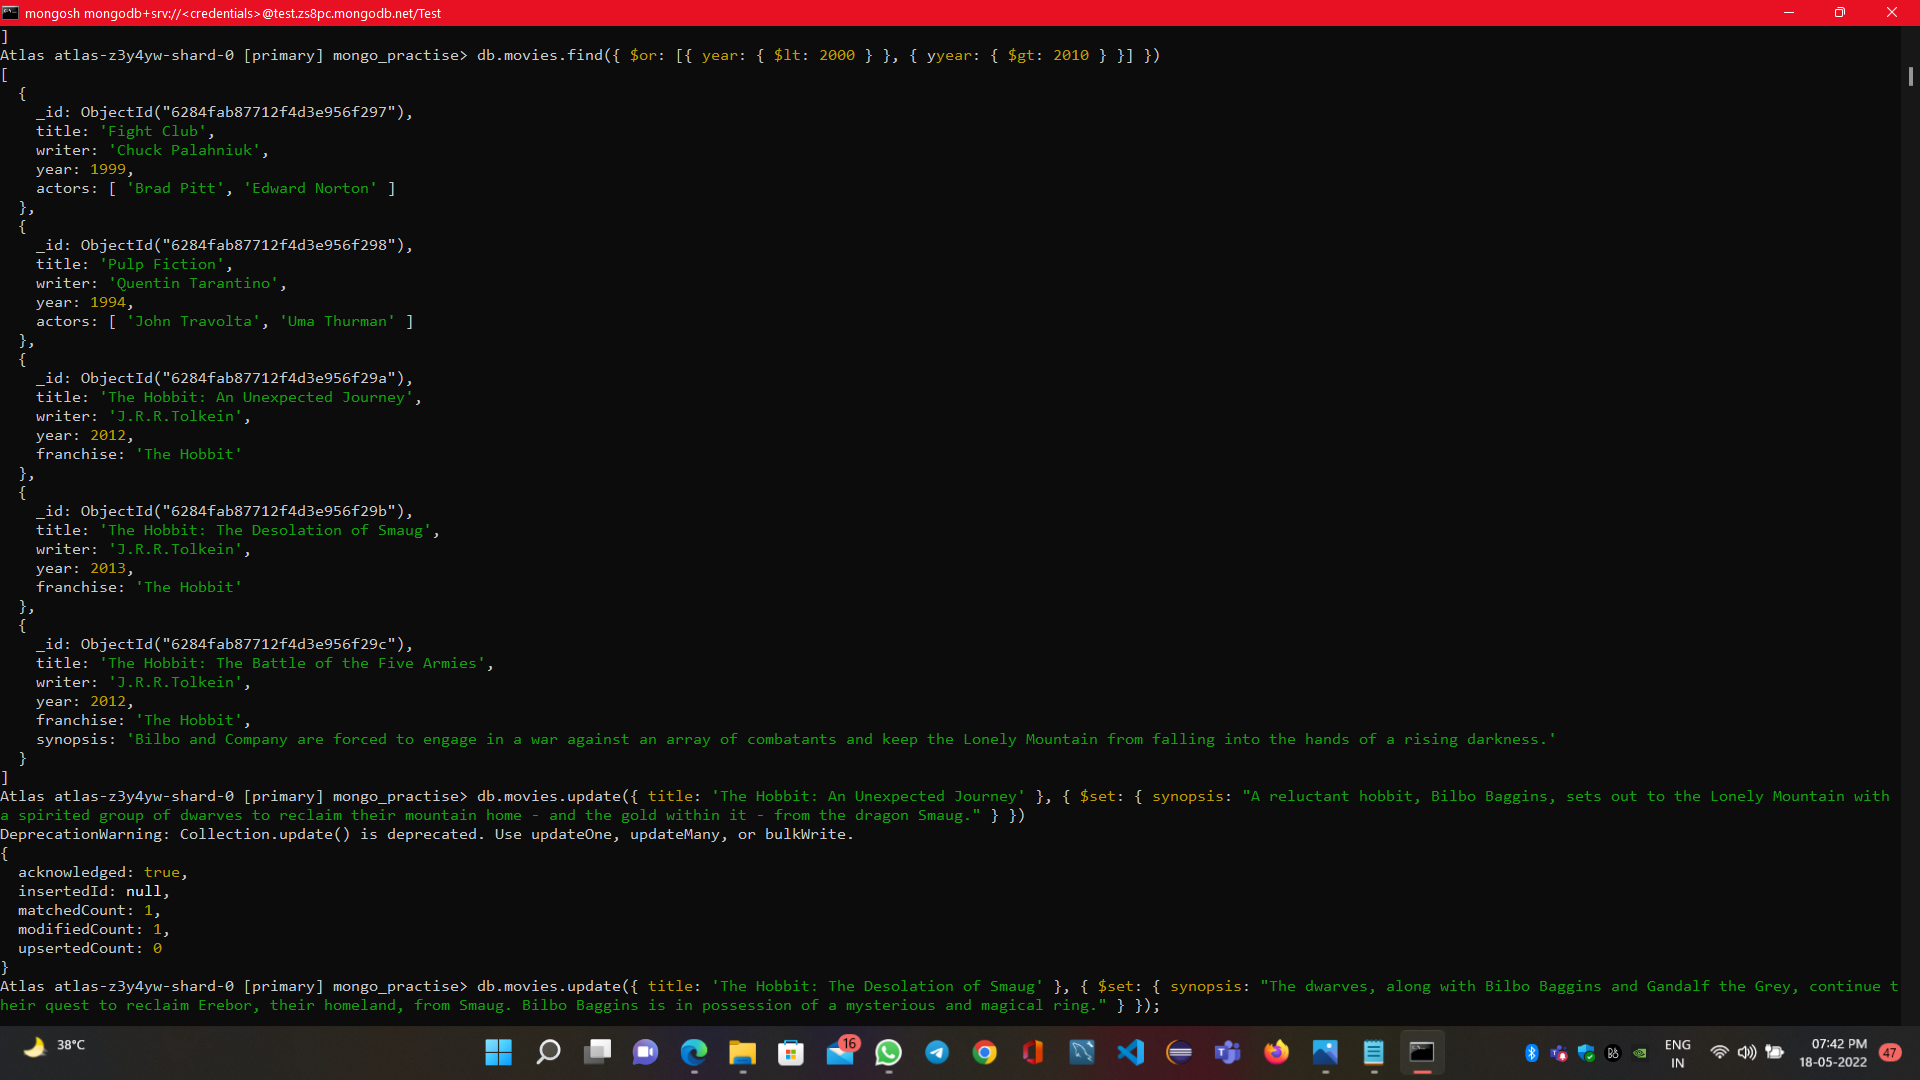 mongosh mongodb+srv://<credentials>@test.zs8pc.mongodb.net/Test
]
Atlas atlas-z3y4yw-shard-0 [primary] mongo_practise> db.movies.find({ $or: [{ year: { $lt: 2000 } }, { yyear: { $gt: 2010 } }] })
[
  {
    _id: ObjectId("6284fab87712f4d3e956f297"),
    title: 'Fight Club',
    writer: 'Chuck Palahniuk',
    year: 1999,
    actors: [ 'Brad Pitt', 'Edward Norton' ]
  },
  {
    _id: ObjectId("6284fab87712f4d3e956f298"),
    title: 'Pulp Fiction',
    writer: 'Quentin Tarantino',
    year: 1994,
    actors: [ 'John Travolta', 'Uma Thurman' ]
  },
  {
    _id: ObjectId("6284fab87712f4d3e956f29a"),
    title: 'The Hobbit: An Unexpected Journey',
    writer: 'J.R.R.Tolkein',
    year: 2012,
    franchise: 'The Hobbit'
  },
  {
    _id: ObjectId("6284fab87712f4d3e956f29b"),
    title: 'The Hobbit: The Desolation of Smaug',
    writer: 'J.R.R.Tolkein',
    year: 2013,
    franchise: 'The Hobbit'
  },
  {
    _id: ObjectId("6284fab87712f4d3e956f29c"),
    title: 'The Hobbit: The Battle of the Five Armies',
    writer: 'J.R.R.Tolkein',
    year: 2012,
    franchise: 'The Hobbit',
    synopsis: 'Bilbo and Company are forced to engage in a war against an array of combatants and keep the Lonely Mountain from falling into the hands of a rising darkness.'
  }
]
Atlas atlas-z3y4yw-shard-0 [primary] mongo_practise> db.movies.update({ title: 'The Hobbit: An Unexpected Journey' }, { $set: { synopsis: "A reluctant hobbit, Bilbo Baggins, sets out to the Lonely Mountain with
a spirited group of dwarves to reclaim their mountain home - and the gold within it - from the dragon Smaug." } })
DeprecationWarning: Collection.update() is deprecated. Use updateOne, updateMany, or bulkWrite.
{
  acknowledged: true,
  insertedId: null,
  matchedCount: 1,
  modifiedCount: 1,
  upsertedCount: 0
}
Atlas atlas-z3y4yw-shard-0 [primary] mongo_practise> db.movies.update({ title: 'The Hobbit: The Desolation of Smaug' }, { $set: { synopsis: "The dwarves, along with Bilbo Baggins and Gandalf the Grey, continue t
heir quest to reclaim Erebor, their homeland, from Smaug. Bilbo Baggins is in possession of a mysterious and magical ring." } });
38°C
16
ENG
IN
07:42 PM
18-05-2022
47